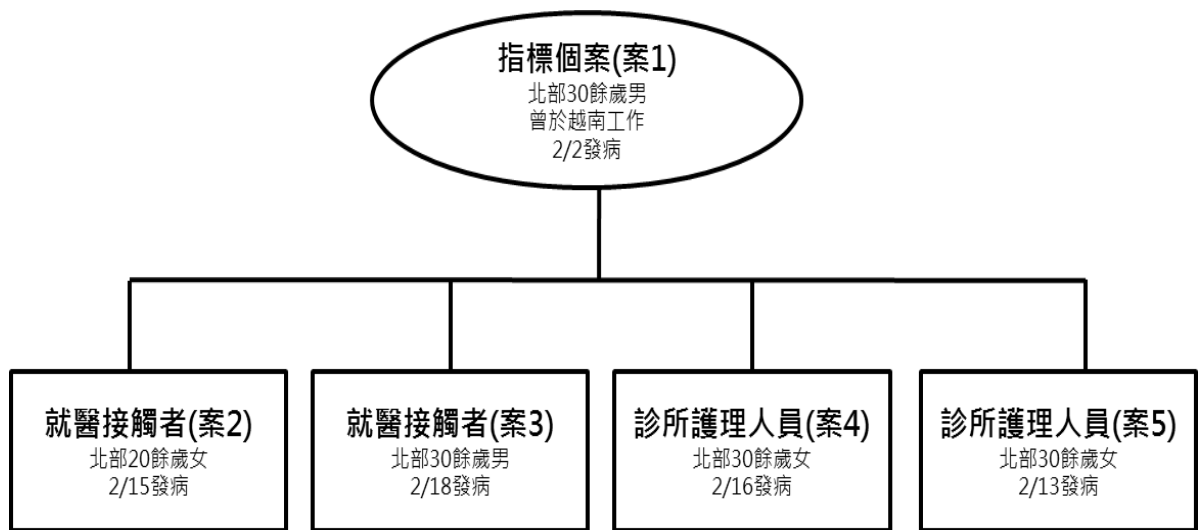 指標個案(案1)
北部30餘歲男
曾於越南工作
2/2發病
就醫接觸者(案2)
北部20餘歲女
2/15發病
就醫接觸者(案3)
北部30餘歲男
2/18發病
診所護理人員(案4)
北部30餘歲女
2/16發病
診所護理人員(案5)
北部30餘歲女
2/13發病